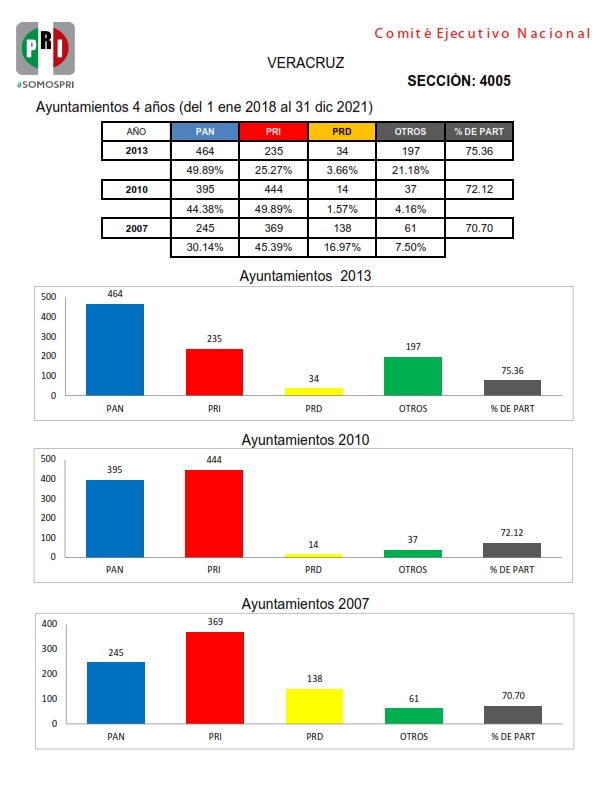 Comité Ejecutivo Nacional
PRI
#SOMOSPRI
VERACRUZ
SECCIÓN: 4005
Ayuntamientos 4 años (del 1 ene 2018 al 31 dic 2021)
AÑO PAN PRI PRD OTROS % DE PART
2013 464 235 34 197 75.36
49.89% 25.27% 3.66% 21.18%
2010 395 444 14 37 72.12
44.38% 49.89% 1.57% 4.16%
2007 245 369 138 61 70.70
30.14% 45.39% 16.97% 7.50%
Ayuntamientos 2013
500
400
300
200
100
0
464
235
34
197
75.36
PAN PRI PRD OTROS % DE PART
Ayuntamientos 2010
500
400
300
200
100
0
395
444
14
37
72.12
PAN PRI PRD OTROS % DE PART
Ayuntamientos 2007
400
300
200
100
0
245
369
138
61
70.70
PAN PRI PRD OTROS % DE PART